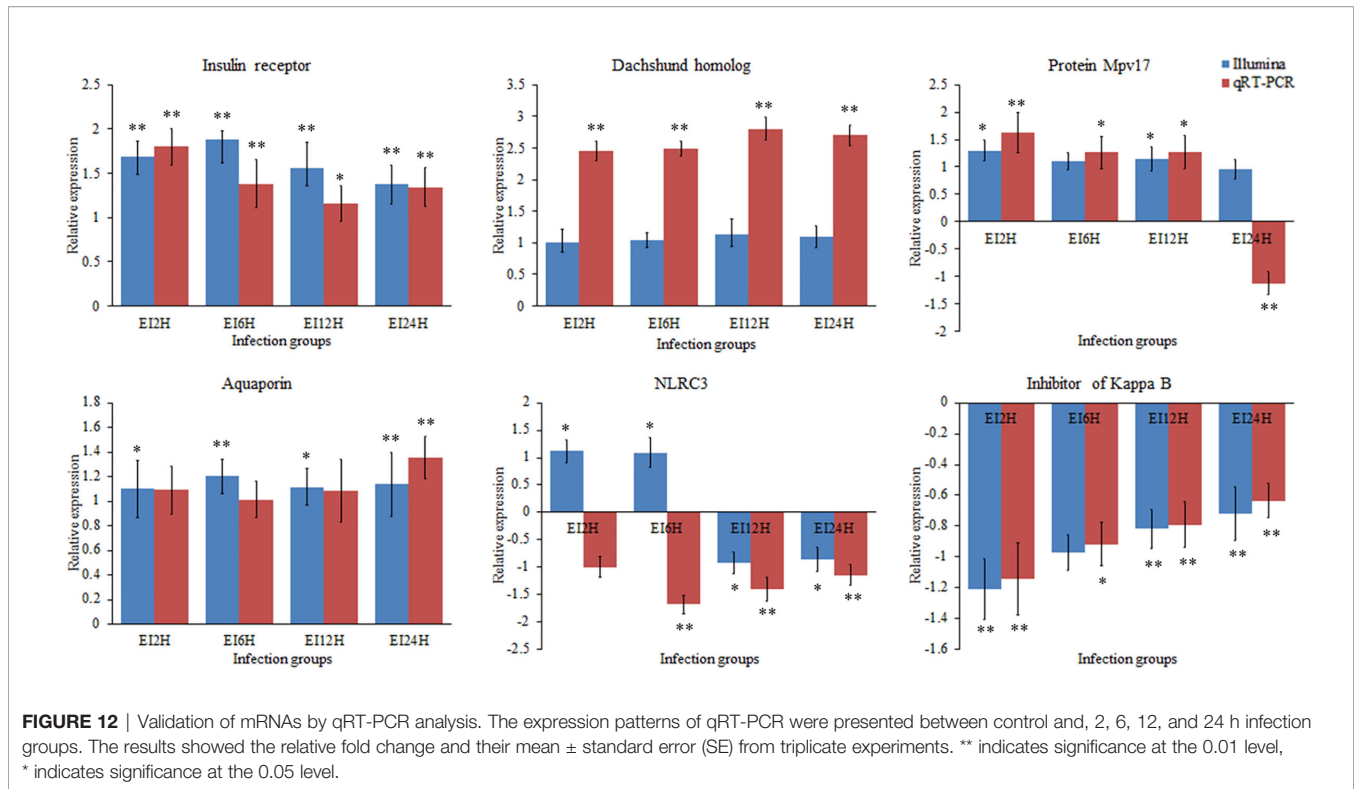 Insulin receptor
Relative expression
2.5
2
1.5
1
0.5
0
** ** ** ** ** * ** **
EI2H EI6H EI12H EI24H
Infection groups
Dachshund homolog
Relative expression
3.5
3
2.5
2
1.5
1
0.5
0
** ** ** **
EI2H EI6H EI12H EI24H
Infection groups
Protein Mpv17
Illumina
qRT-PCR
Relative expression
2.5
2
1.5
1
0.5
0
-0.5
-1
-1.5
-2
* ** * * * **
EI2H EI6H EI12H EI24H
Infection groups
Aquaporin
Relative expression
1.8
1.6
1.4
1.2
1
0.8
0.6
0.4
0.2
0
* ** * ** **
EI2H EI6H EI12H EI24H
Infection groups
NLRC3
Relative expression
2
1.5
1
0.5
0
-0.5
-1
-1.5
-2
-2.5
* * ** * ** * **
EI2H EI6H EI12H EI24H
Infection groups
Inhibitor of Kappa B
Relative expression
0
-0.2
-0.4
-0.6
-0.8
-1
-1.2
-1.4
-1.6
EI2H EI6H EI12H EI24H
** ** * ** ** ** **
Infection groups
FIGURE 12 | Validation of mRNAs by qRT-PCR analysis. The expression patterns of qRT-PCR were presented between control and, 2, 6, 12, and 24 h infection
groups. The results showed the relative fold change and their mean ± standard error (SE) from triplicate experiments. ** indicates significance at the 0.01 level,
* indicates significance at the 0.05 level.